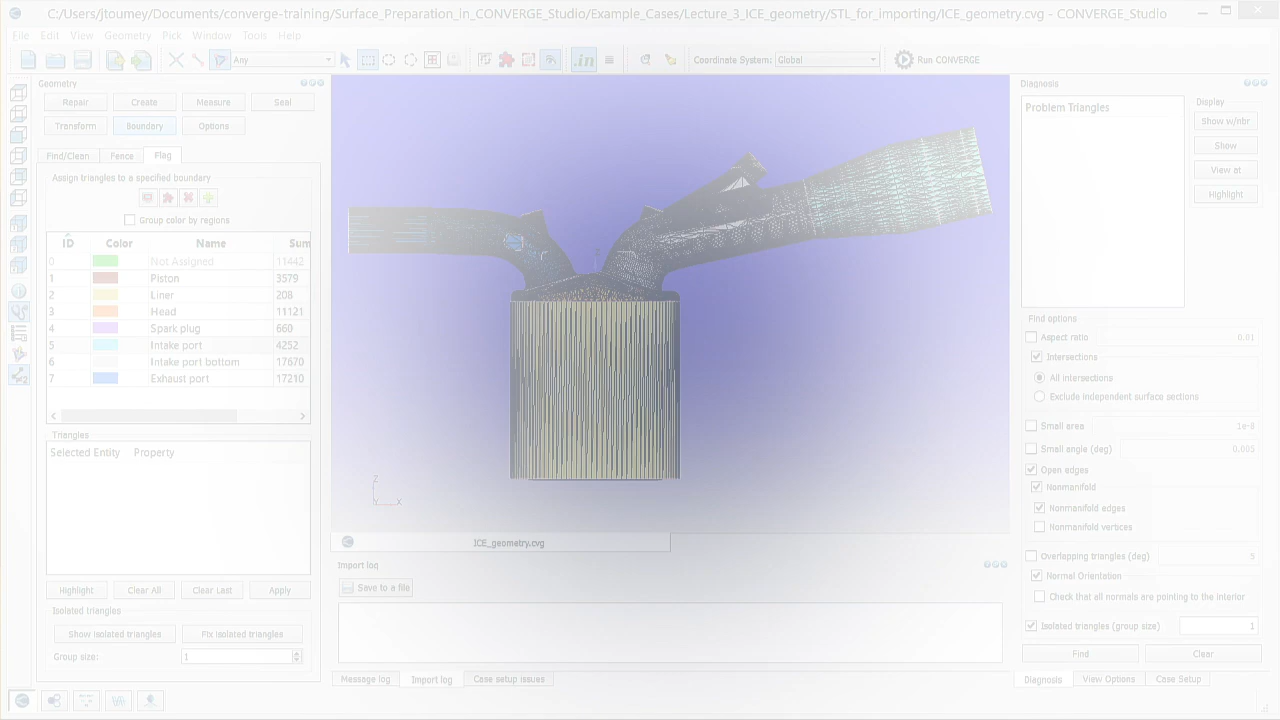 C:/Users/jtoumey/Documents/converge-training/Surface_Preparation_in_CONVERGE_Studio/Example_Cases/Lecture_3_ICE_geometry/STL_for_importing/ICE_geometry.cvg - CONVERGE_Studio
File Edit View Geometry Pick Window Tools Help
Any
.in
Coordinate System: Global
Run CONVERGE
Geometry
Repair Create Measure Seal
Transform Boundary Options
Find/Clean Fence Flag
Assign triangles to a specified boundary
Group color by regions
ID Color Name Sum
0 Not Assigned 11442
1 Piston 3579
2 Liner 208
3 Head 11121
4 Spark plug 660
5 Intake port 4252
6 Intake port bottom 17670
7 Exhaust port 17210
Triangles
Selected Entity Property
Highlight Clear All Clear Last Apply
Isolated triangles
Show isolated triangles Fix isolated triangles
Group size: 1
Z
Y X
ICE_geometry.cvg
Import log
Save to a file
Message log Import log Case setup issues
Diagnosis
Problem Triangles
Display
Show w/nbr
Show
View at
Highlight
Find options
Aspect ratio 0.01
Intersections
All intersections
Exclude independent surface sections
Small area 1e-8
Small angle (deg) 0.005
Open edges
Nonmanifold
Nonmanifold edges
Nonmanifold vertices
Overlapping triangles (deg) 5
Normal Orientation
Check that all normals are pointing to the interior
Isolated triangles (group size) 1
Find Clear
Diagnosis View Options Case Setup